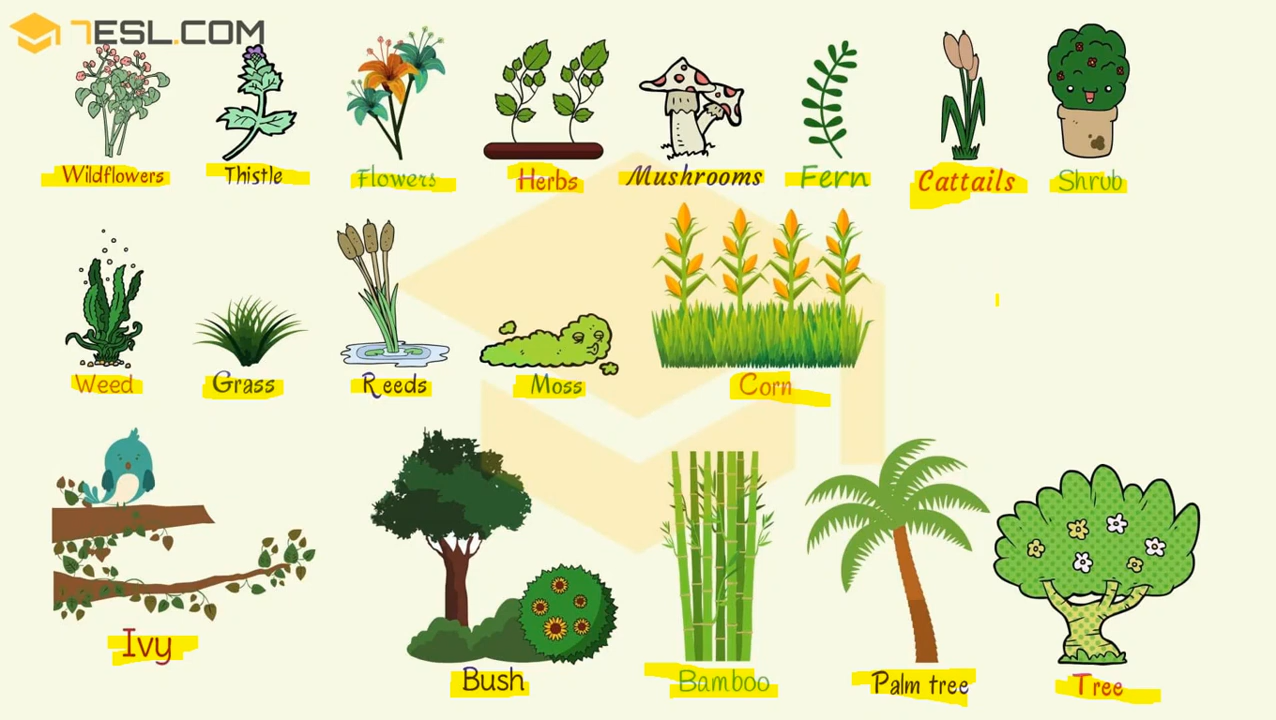 7ESL.COM
Wildflowers
Thistle
Flowers
Herbs
Mushrooms
Fern
Cattails
Shrub
Weed
Grass
Reeds
Moss
Corn
Ivy
Bush
Bamboo
Palm tree
Tree